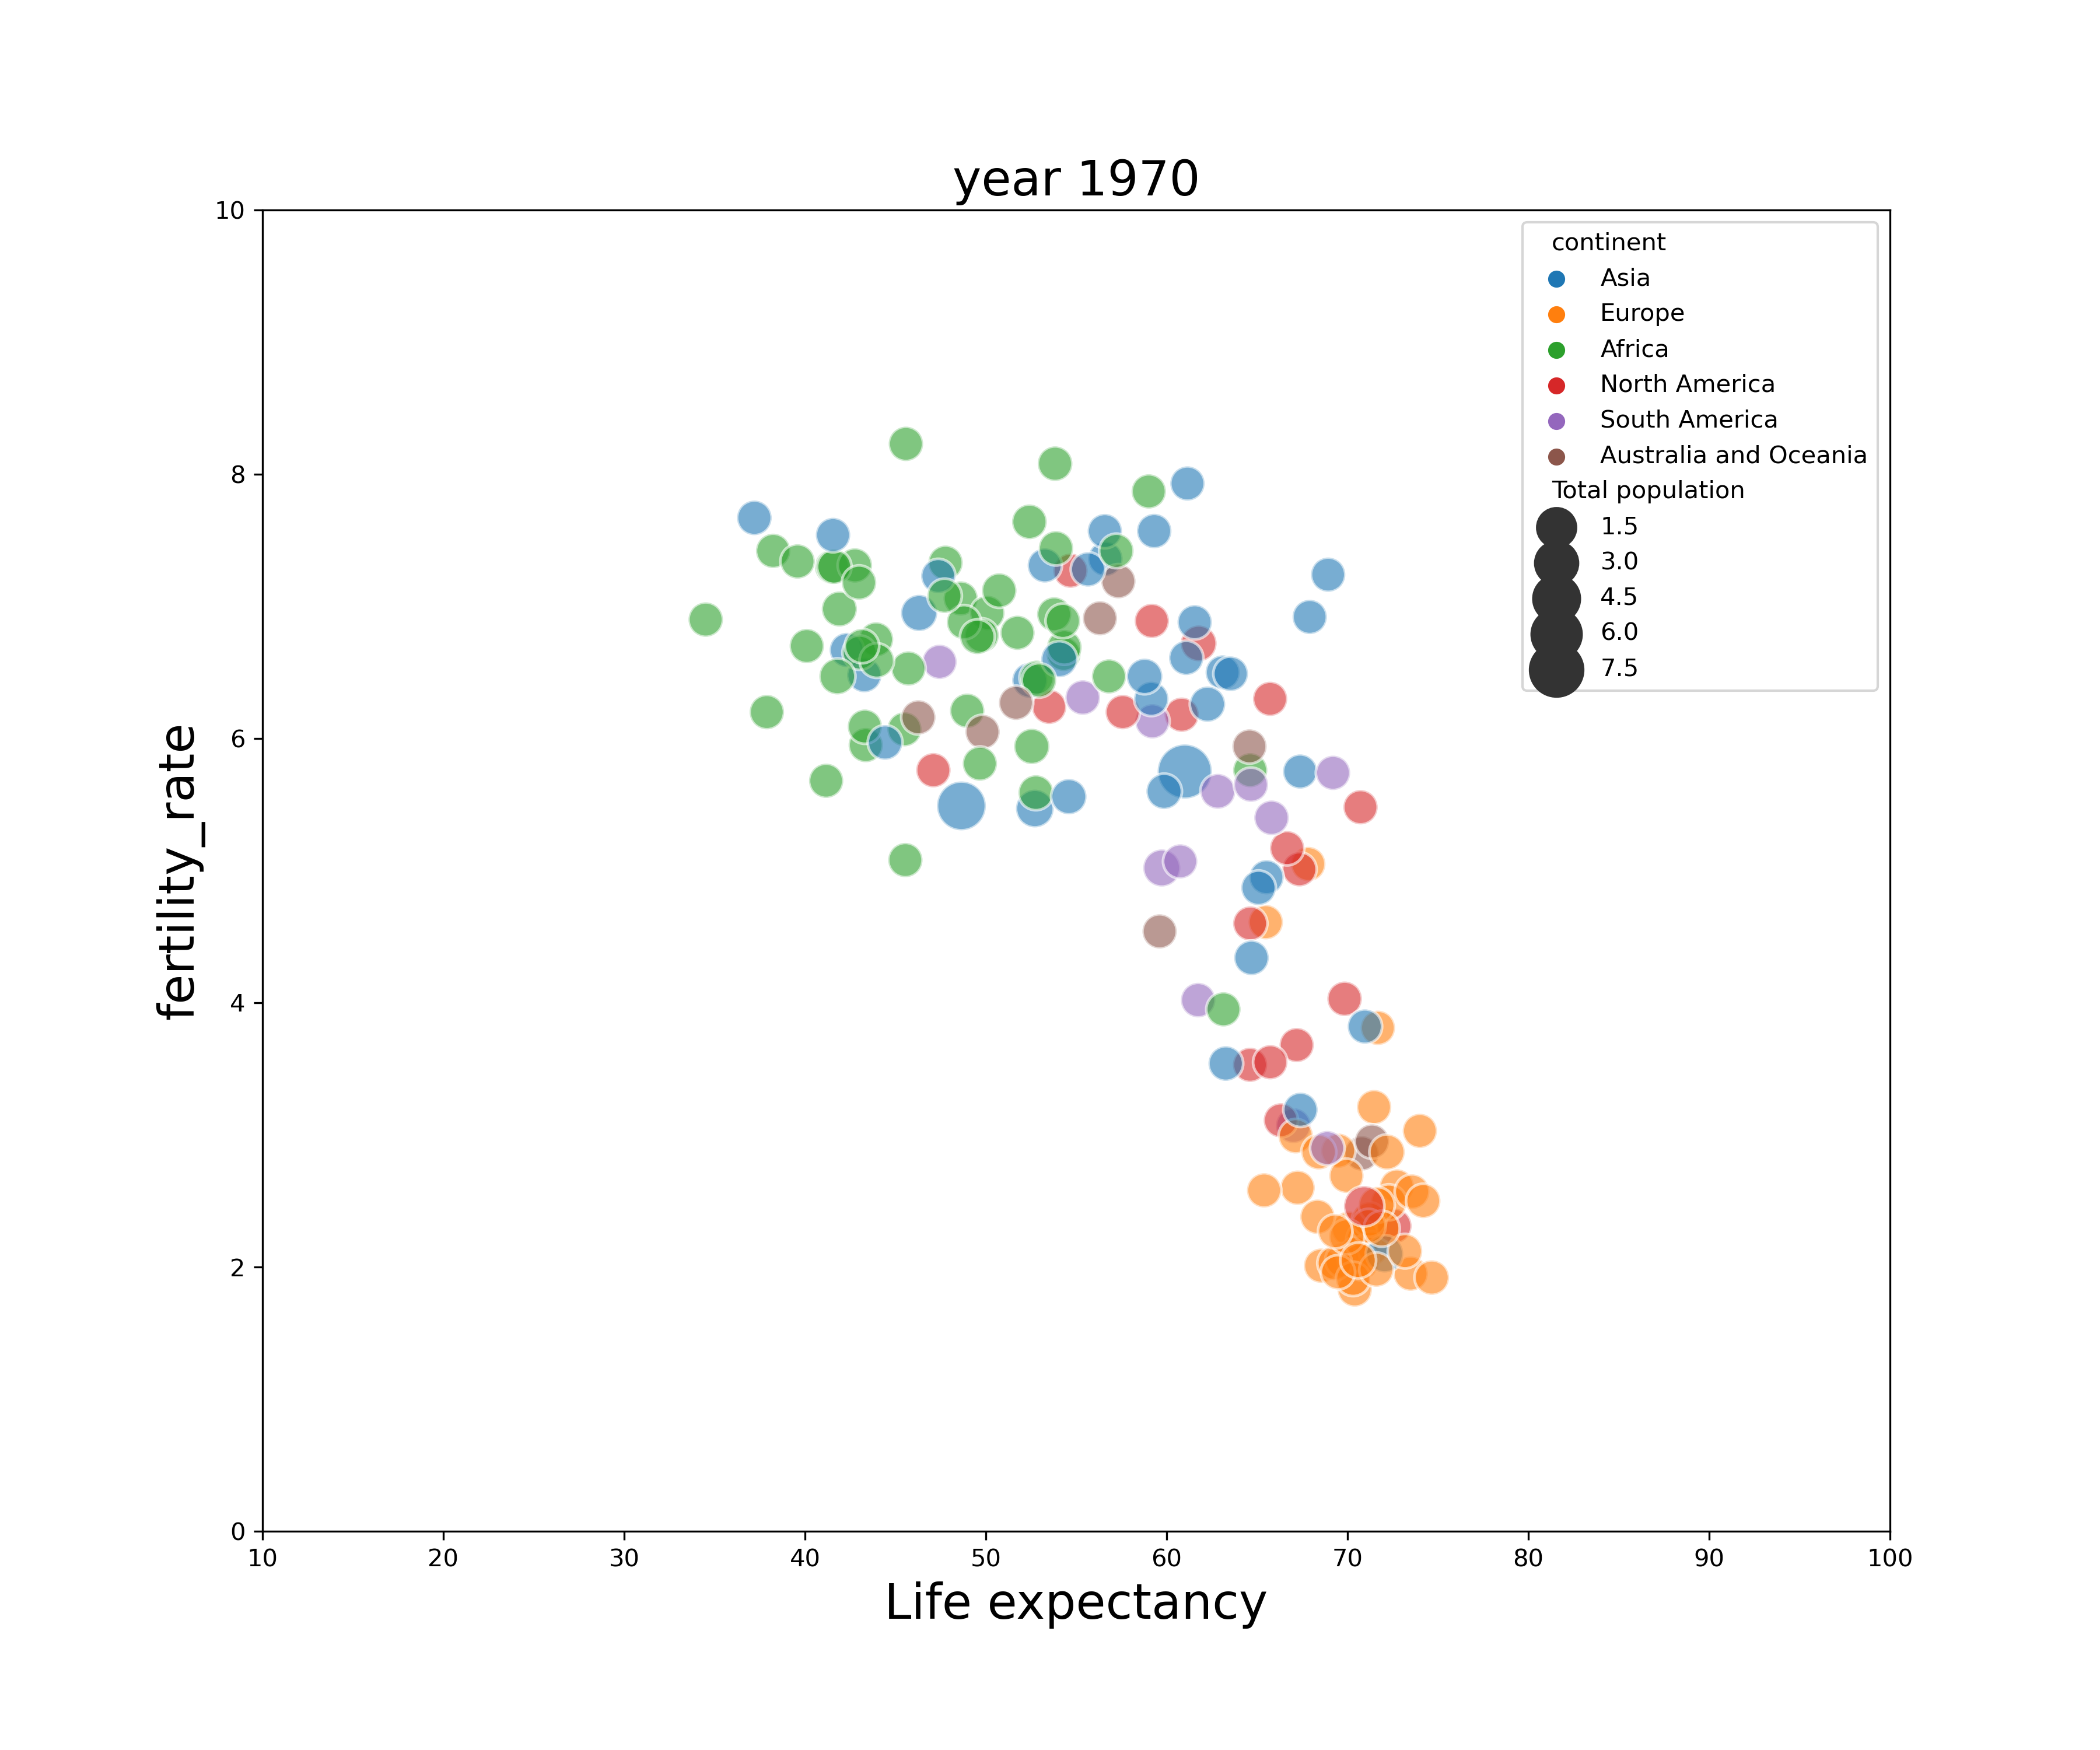 year 1970
10
8
6
4
2
0
fertility_rate
10 20 30 40 50 60 70 80 90 100
Life expectancy
continent
Asia
Europe
Africa
North America
South America
Australia and Oceania
Total population
1.5
3.0
4.5
6.0
7.5